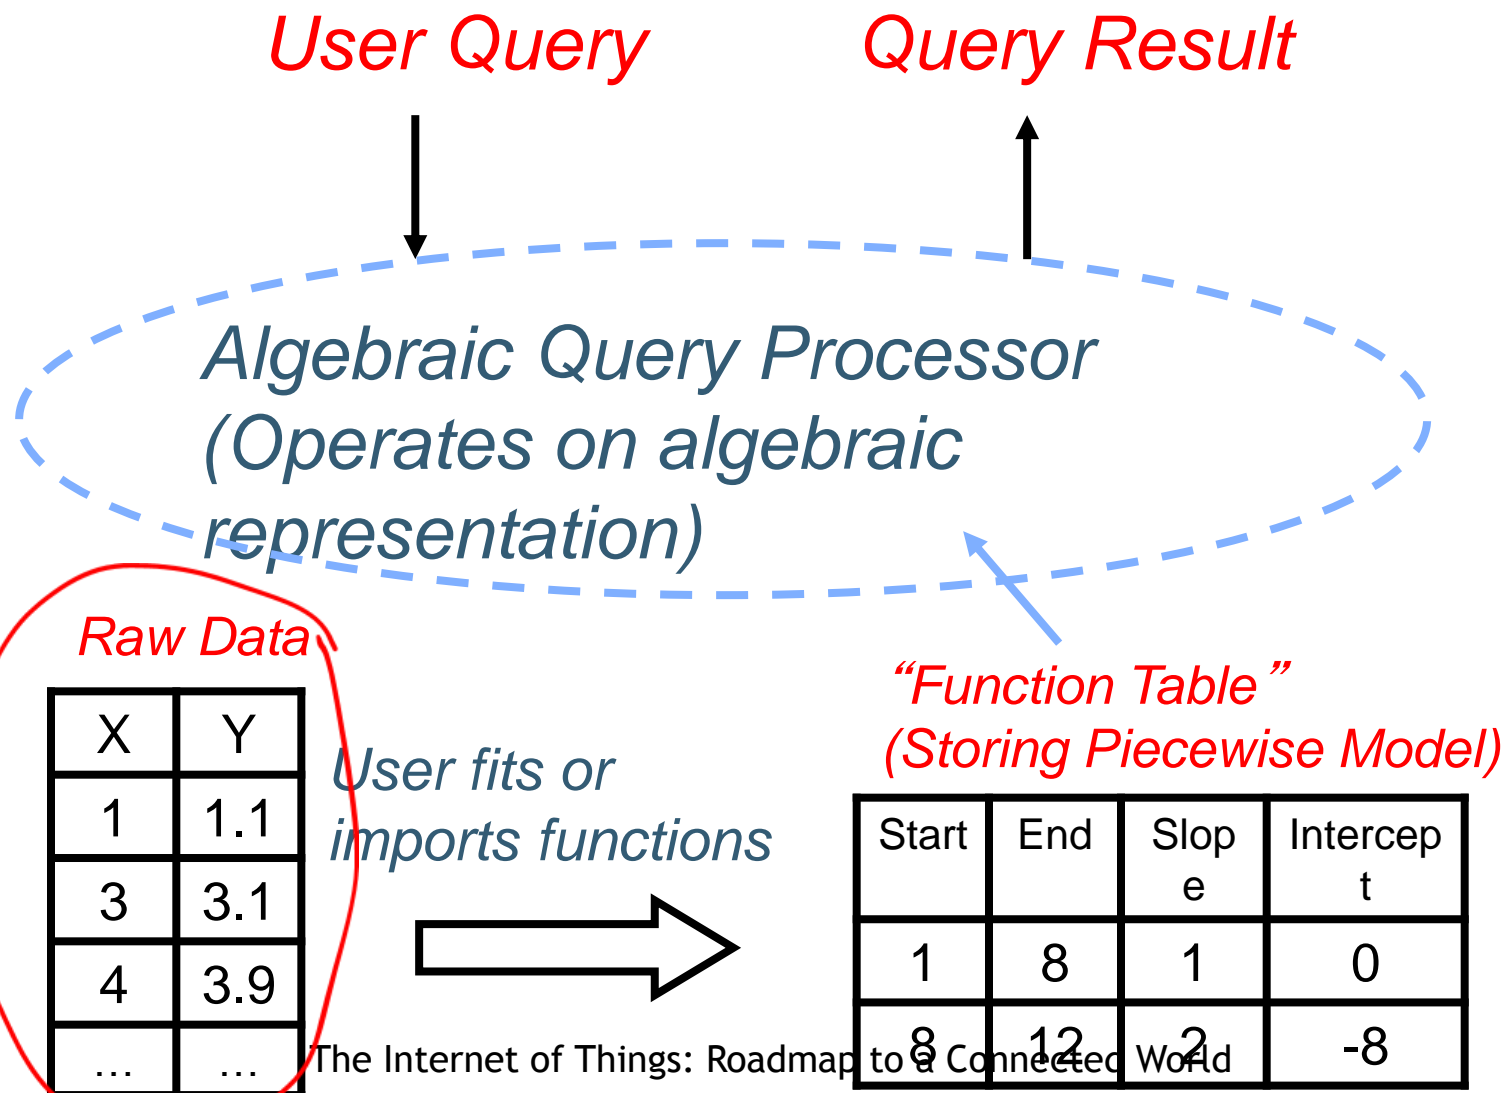 User Query
Query Result
Algebraic Query Processor
(Operates on algebraic
representation)
Raw Data
X Y
1 1.1
3 3.1
4 3.9
... ...
User fits or
imports functions
“Function Table”
(Storing Piecewise Model)
Start End Slop
e Intercep
t
1 8 1 0
8 12 2 -8
The Internet of Things: Roadmap to a Connected World